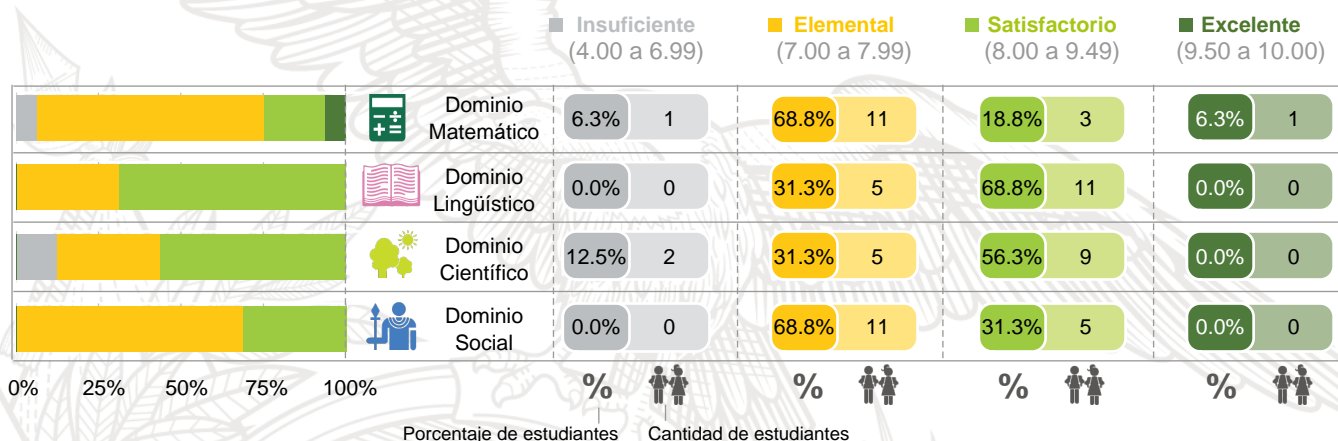 Insuficiente Elemental Satisfactorio Excelente
(4.00 a 6.99) (7.00 a 7.99) (8.00 a 9.49) (9.50 a 10.00)
Dominio
Matemático
6.3% 1 68.8% 11 18.8% 3 6.3% 1
Dominio
Lingüístico
0.0% 0 31.3% 5 68.8% 11 0.0% 0
Dominio
Científico
12.5% 2 31.3% 5 56.3% 9 0.0% 0
Dominio
Social
0.0% 0 68.8% 11 31.3% 5 0.0% 0
0% 25% 50% 75% 100% % % % %
Porcentaje de estudiantes Cantidad de estudiantes